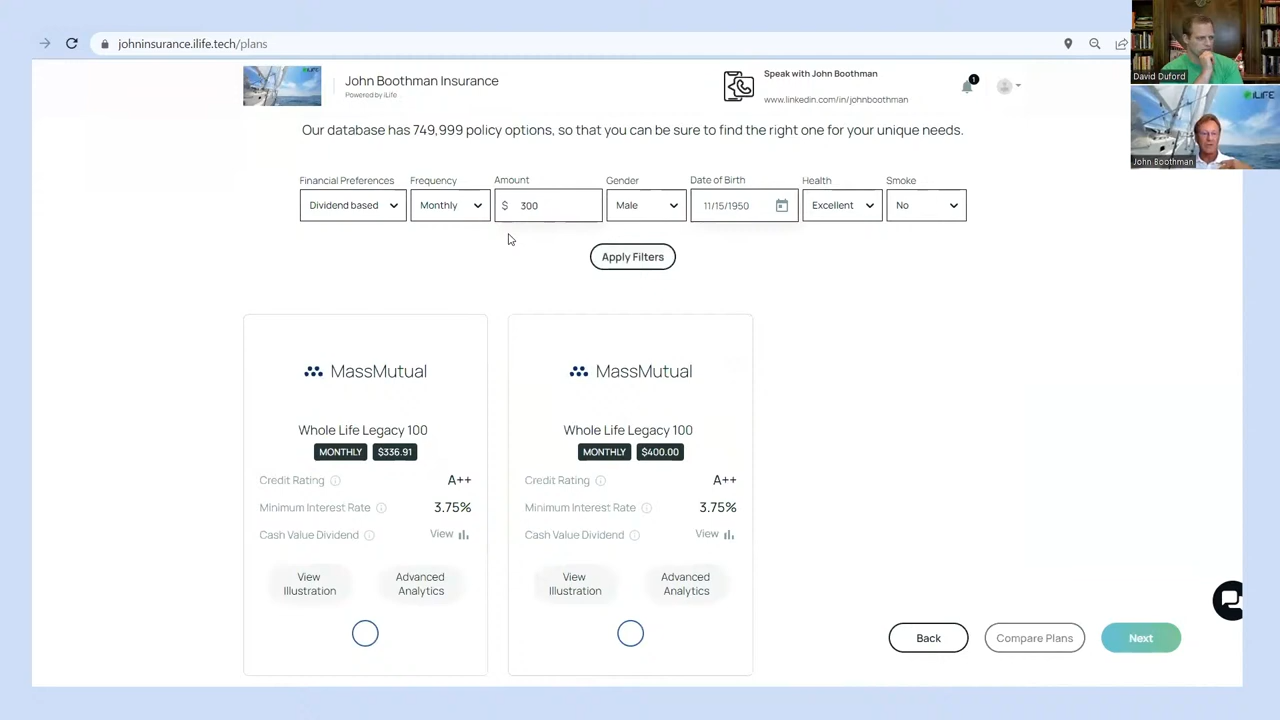 johninsurance.ilife.tech/plans
John Boothman Insurance
Powered by iLife
Speak with John Boothman
www.linkedin.com/in/johnboothman
1
David Duford
iLIFE
John Boothman
Our database has 749,999 policy options, so that you can be sure to find the right one for your unique needs.
Financial Preferences Frequency Amount Gender Date of Birth Health Smoke
Dividend based Monthly $ 300 Male 11/15/1950 Excellent No
Apply Filters
MassMutual MassMutual
Whole Life Legacy 100 Whole Life Legacy 100
MONTHLY $336.91 MONTHLY $400.00
Credit Rating A++ Credit Rating A++
Minimum Interest Rate 3.75% Minimum Interest Rate 3.75%
Cash Value Dividend View Cash Value Dividend View
View Illustration Advanced Analytics View Illustration Advanced Analytics
Back Compare Plans Next